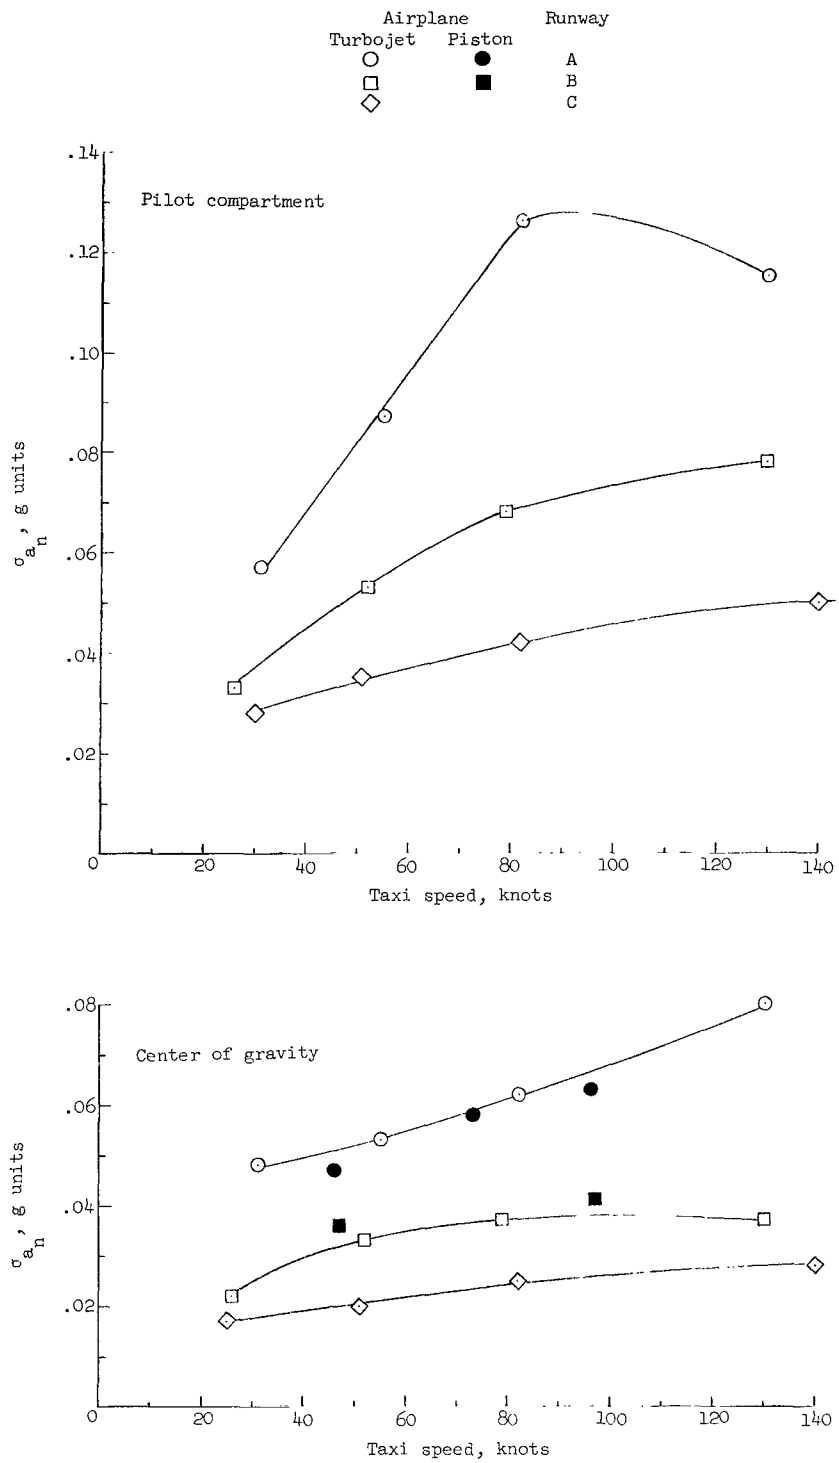 Airplane Runway
Turbojet Piston
A
B
C
.14
Pilot compartment
.12
.10
.08
σan , g units
.06
.04
.02
0 20 40 60 80 100 120 140
Taxi speed, knots
.08
Center of gravity
.06
σan , g units
.04
.02
0 20 40 60 80 100 120 140
Taxi speed, knots